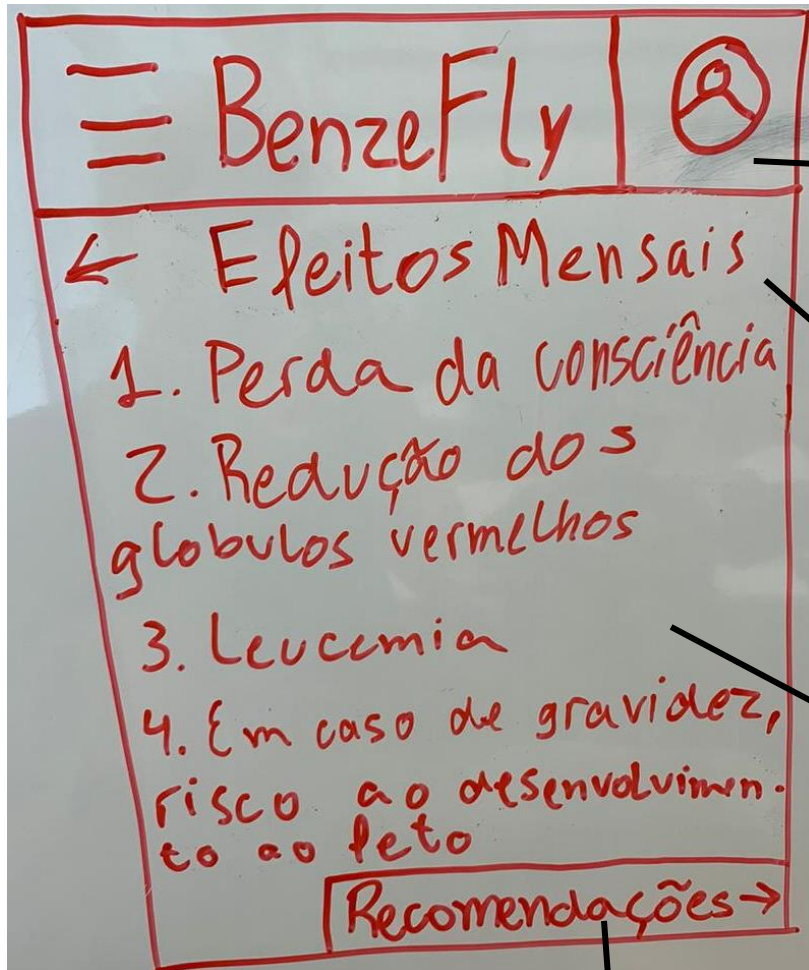 BenzeFly
← Efeitos Mensais
1. Perda da consciência
2. Redução dos
glóbulos vermelhos
3. Leucemia
4. Em caso de gravidez,
risco ao desenvolvimen-
to ao feto
Recomendações→